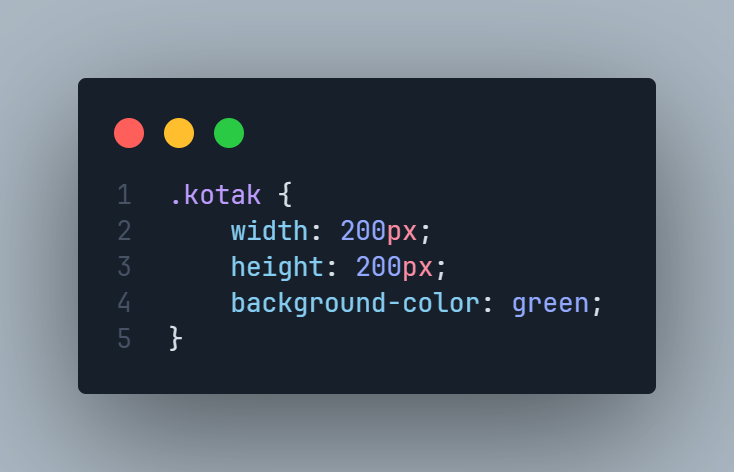 1 .kotak {
2     width: 200px;
3     height: 200px;
4     background-color: green;
5 }